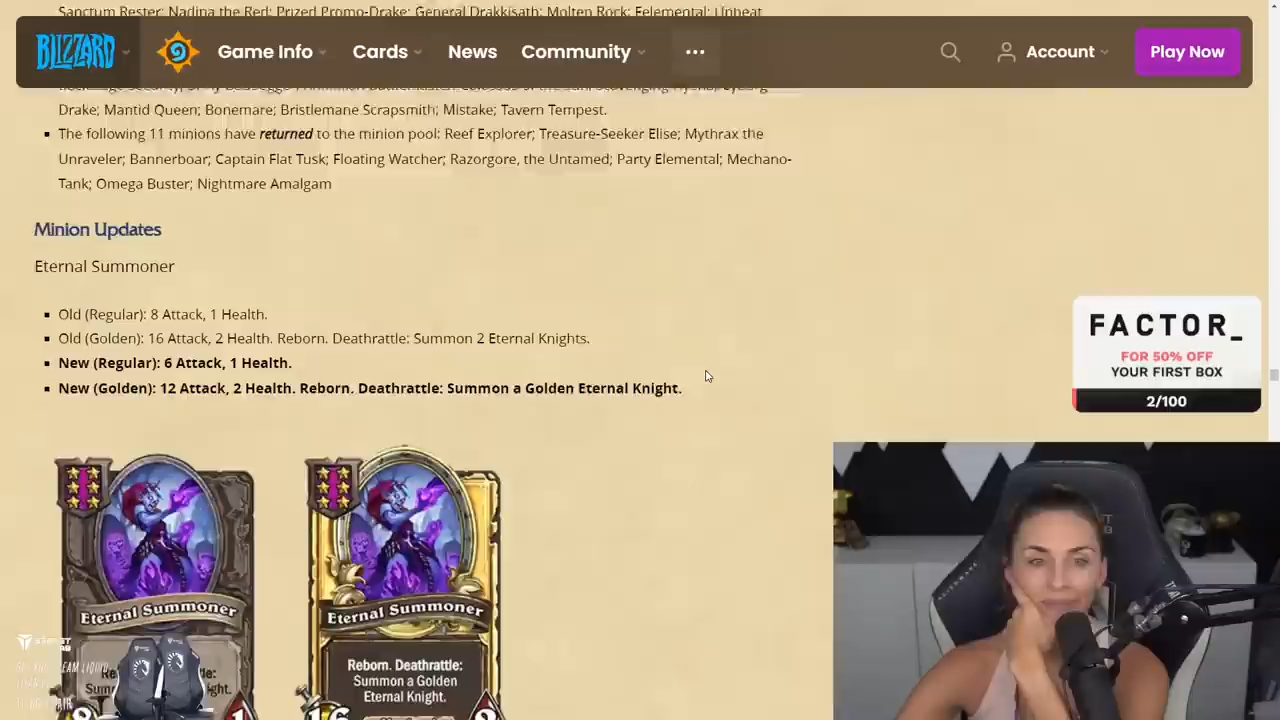 Sanctum Rester; Nadina the Red; Prized Promo-Drake; General Drakkisath; Molten Rock; Felemental; Upbeat
BLIZZARD
Game Info
Cards
News
Community
Account
Play Now
Drake; Mantid Queen; Bonemare; Bristlemane Scrapsmith; Mistake; Tavern Tempest.
▪ The following 11 minions have returned to the minion pool: Reef Explorer; Treasure-Seeker Elise; Mythrax the
Unraveler; Bannerboar; Captain Flat Tusk; Floating Watcher; Razorgore, the Untamed; Party Elemental; Mechano-
Tank; Omega Buster; Nightmare Amalgam
Minion Updates
Eternal Summoner
▪ Old (Regular): 8 Attack, 1 Health.
▪ Old (Golden): 16 Attack, 2 Health. Reborn. Deathrattle: Summon 2 Eternal Knights.
▪ New (Regular): 6 Attack, 1 Health.
▪ New (Golden): 12 Attack, 2 Health. Reborn. Deathrattle: Summon a Golden Eternal Knight.
FACTOR_
FOR 50% OFF
YOUR FIRST BOX
2/100
Eternal Summoner
Eternal Summoner
Reborn. Deathrattle:
Summon a Golden
Eternal Knight.